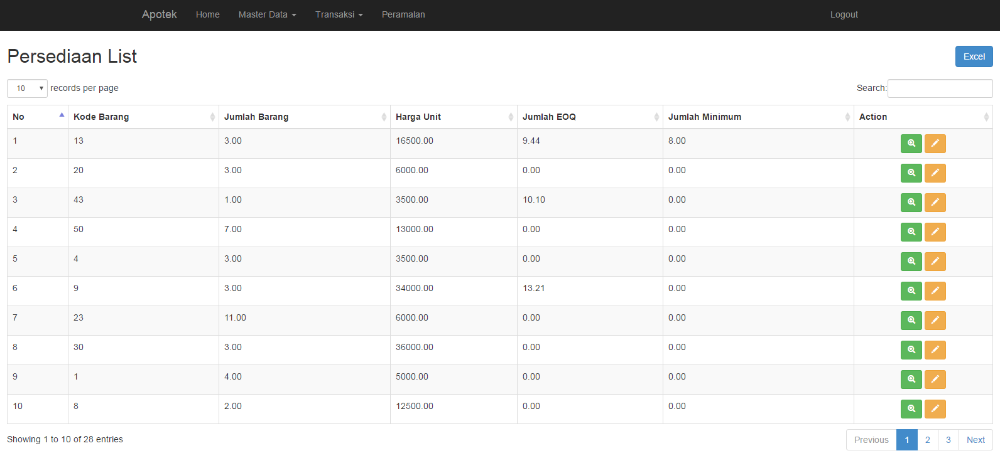 Apotek Home Master Data Transaksi Peramalan Logout
Persediaan List Excel
10 records per page Search:
No Kode Barang Jumlah Barang Harga Unit Jumlah EOQ Jumlah Minimum Action
1 13 3.00 16500.00 9.44 8.00
2 20 3.00 6000.00 0.00 0.00
3 43 1.00 3500.00 10.10 0.00
4 50 7.00 13000.00 0.00 0.00
5 4 3.00 3500.00 0.00 0.00
6 9 3.00 34000.00 13.21 0.00
7 23 11.00 6000.00 0.00 0.00
8 30 3.00 36000.00 0.00 0.00
9 1 4.00 5000.00 0.00 0.00
10 8 2.00 12500.00 0.00 0.00
Showing 1 to 10 of 28 entries Previous 1 2 3 Next